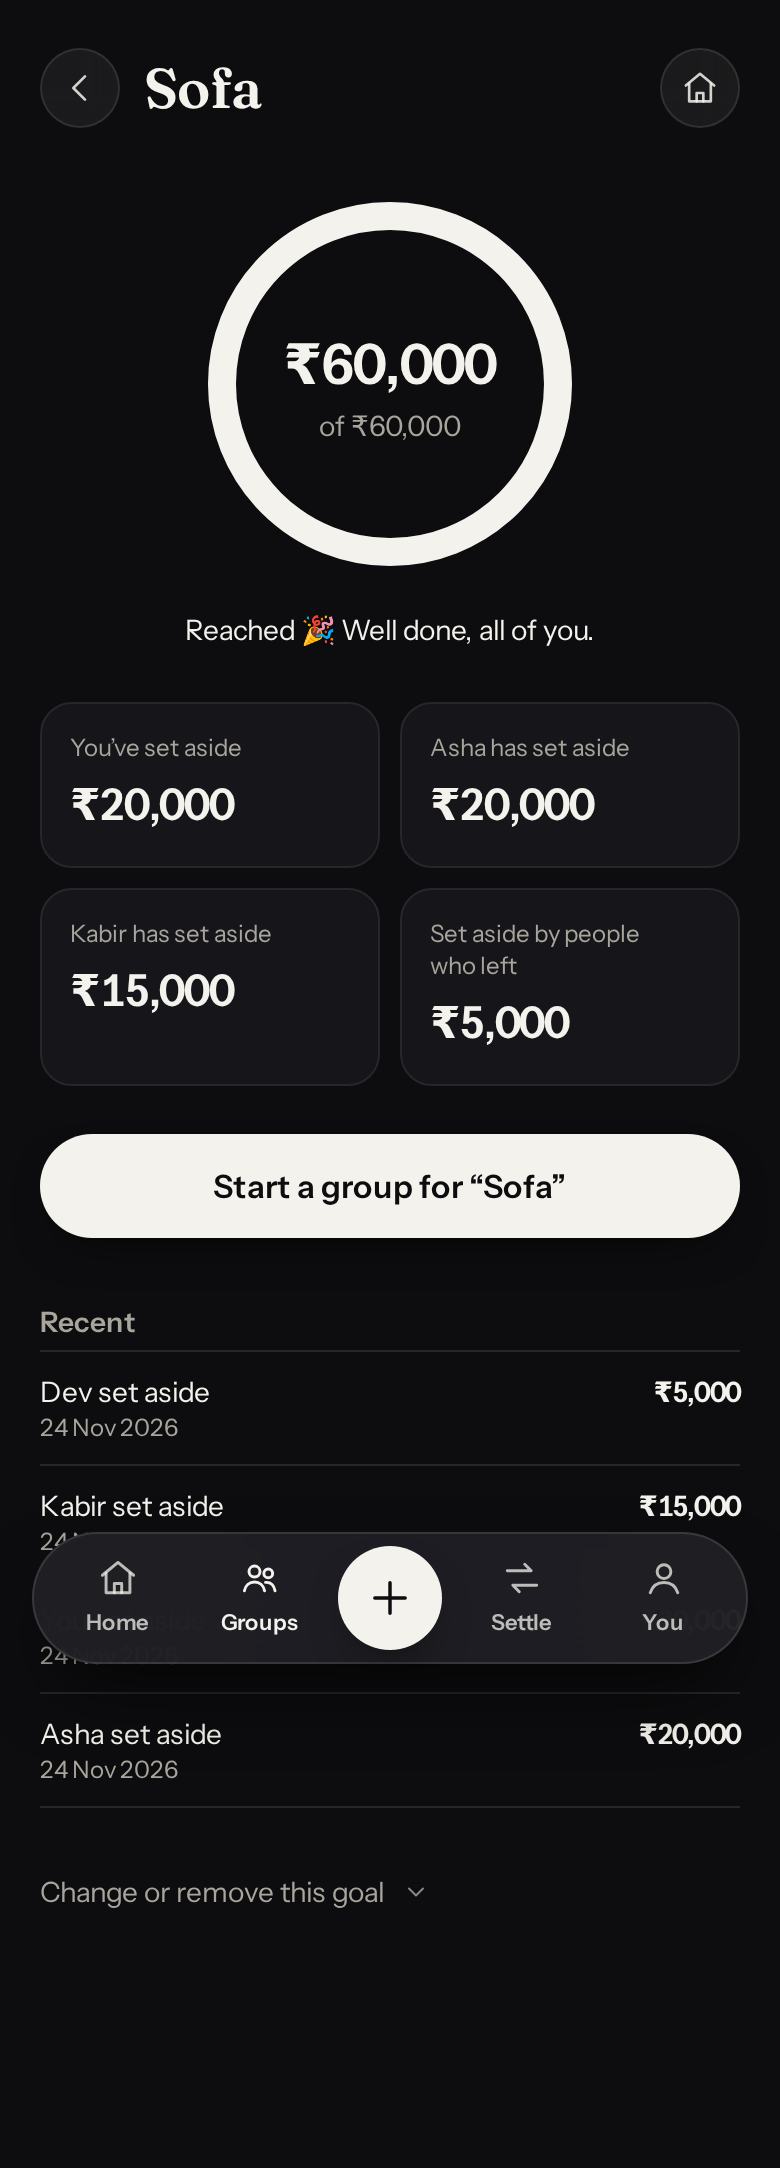 Sofa
₹60,000
of ₹60,000
Reached 🎉 Well done, all of you.
You’ve set aside
₹20,000
Asha has set aside
₹20,000
Kabir has set aside
₹15,000
Set aside by people
who left
₹5,000
Start a group for “Sofa”
Recent
Dev set aside
₹5,000
24 Nov 2026
Kabir set aside
₹15,000
Home
Groups
Settle
You
24 Nov 2026
Asha set aside
₹20,000
24 Nov 2026
Change or remove this goal